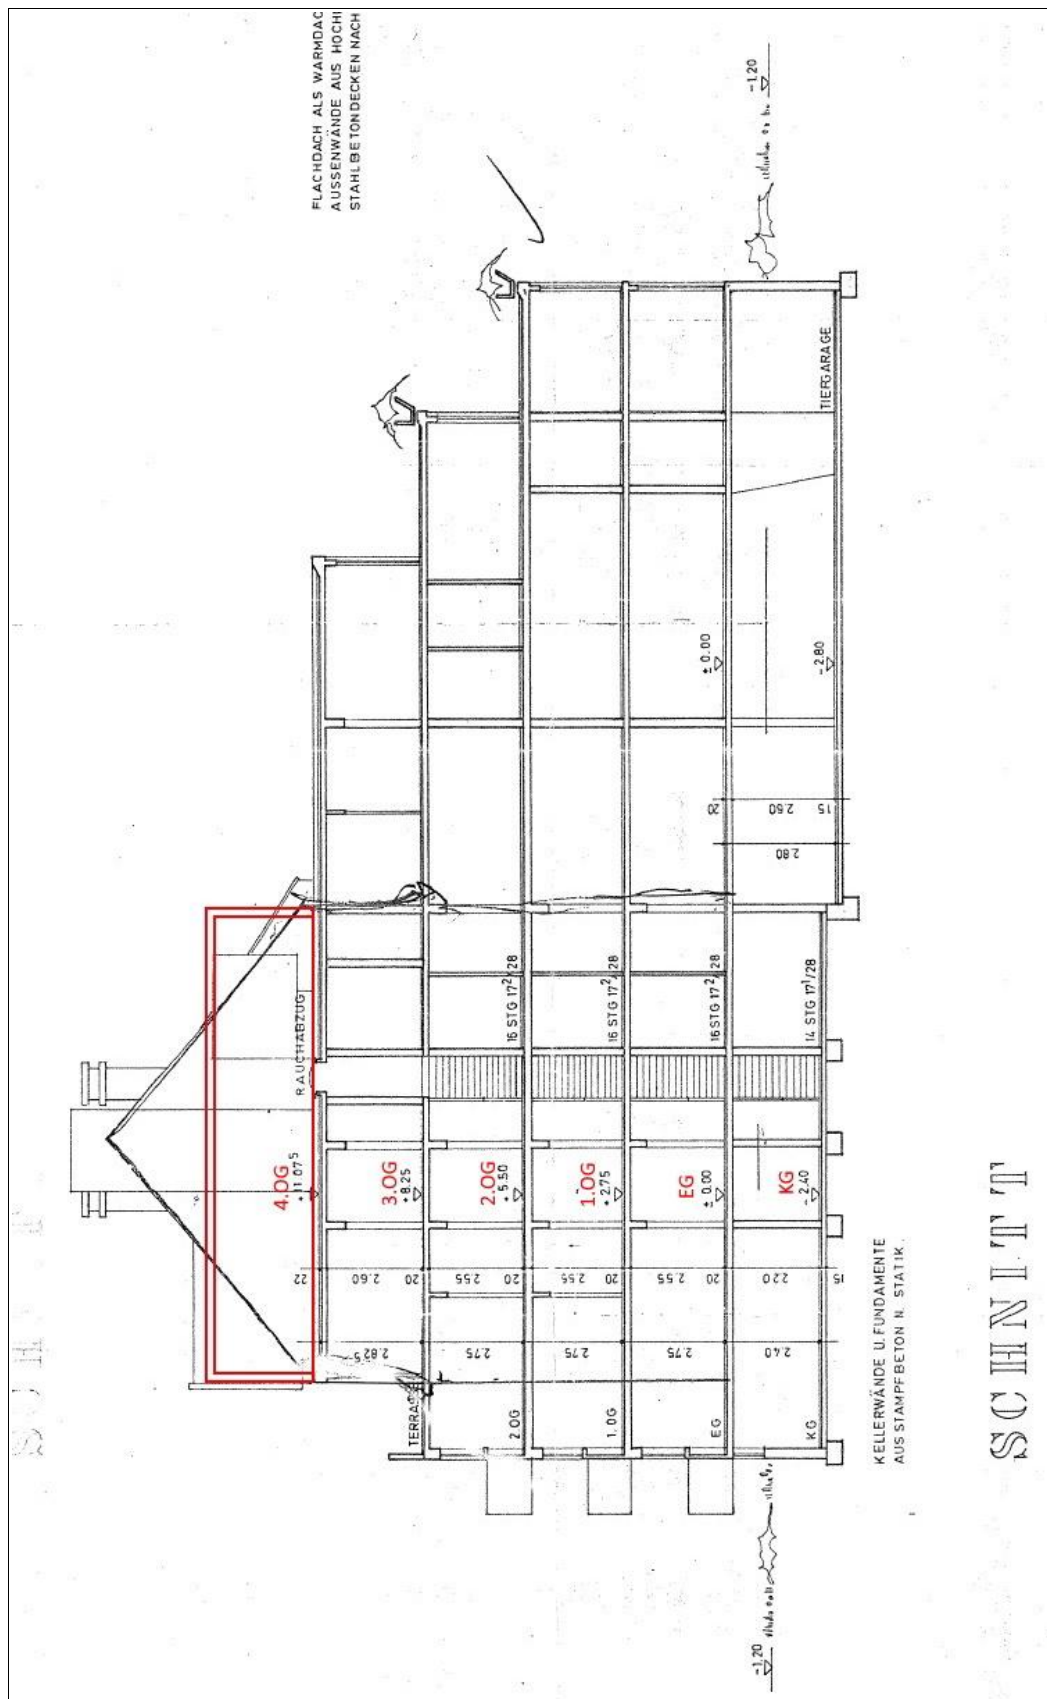 FLACHDACH ALS WARMDAC
AUSSENWÄNDE AUS HOCHI
STAHLBETONDECKEN NACH
-1,20
TIEFGARAGE
± 0.00
-2.80
20
2.60
15
2.80
RAUCHABZUG
16 STG 17²/28
16 STG 17²/28
16 STG 17²/28
14 STG 17¹/28
4.OG
+11.075
3.OG
+8.25
2.OG
+5.50
1.OG
+2.75
EG
± 0.00
KG
-2.40
22
2.60
20
2.55
20
2.55
20
2.55
20
2.20
15
2.825
2.75
2.75
2.75
2.40
2.OG
1.OG
EG
KG
KELLERWÄNDE U. FUNDAMENTE
AUS STAMPFBETON N. STATIK.
-1,20
SCHNITT